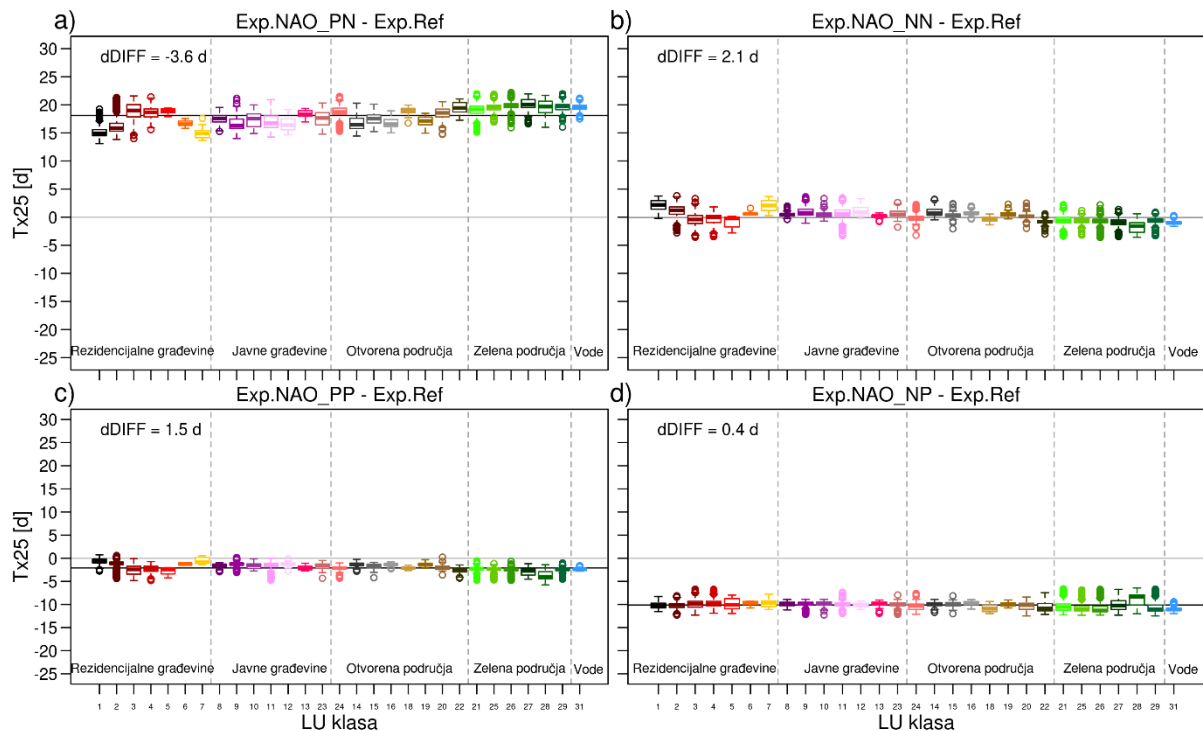 a) Exp.NAO_PN - Exp.Ref
dDIFF = -3.6 d
Tx25 [d]
30
25
20
15
10
5
0
-5
-10
-15
-20
-25
Rezidencijalne građevine Javne građevine Otvorena područja Zelena područja Vode
b) Exp.NAO_NN - Exp.Ref
dDIFF = 2.1 d
Rezidencijalne građevine Javne građevine Otvorena područja Zelena područja Vode
c) Exp.NAO_PP - Exp.Ref
dDIFF = 1.5 d
Tx25 [d]
30
25
20
15
10
5
0
-5
-10
-15
-20
-25
Rezidencijalne građevine Javne građevine Otvorena područja Zelena područja Vode
1 2 3 4 5 6 7 8 9 10 11 12 13 23 24 14 15 16 18 19 20 22 21 25 26 27 28 29 31
LU klasa
d) Exp.NAO_NP - Exp.Ref
dDIFF = 0.4 d
Rezidencijalne građevine Javne građevine Otvorena područja Zelena područja Vode
1 2 3 4 5 6 7 8 9 10 11 12 13 23 24 14 15 16 18 19 20 22 21 25 26 27 28 29 31
LU klasa